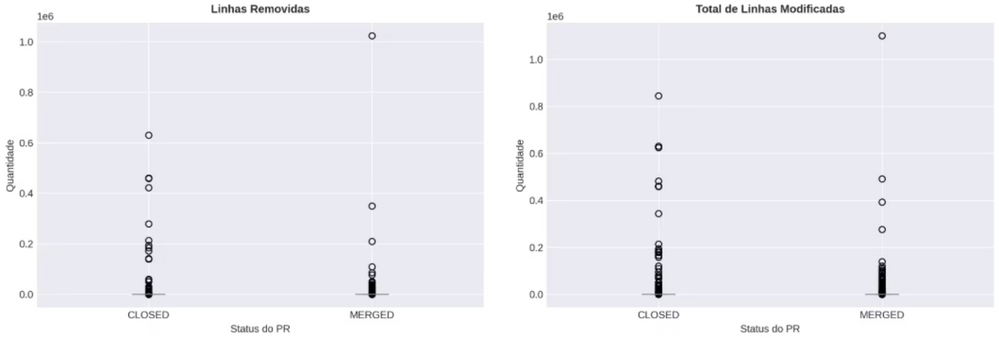 Linhas Removidas
1e6
1.0
0.8
0.6
0.4
0.2
0.0
Quantidade
CLOSED
MERGED
Status do PR
Total de Linhas Modificadas
1e6
1.0
0.8
0.6
0.4
0.2
0.0
Quantidade
CLOSED
MERGED
Status do PR